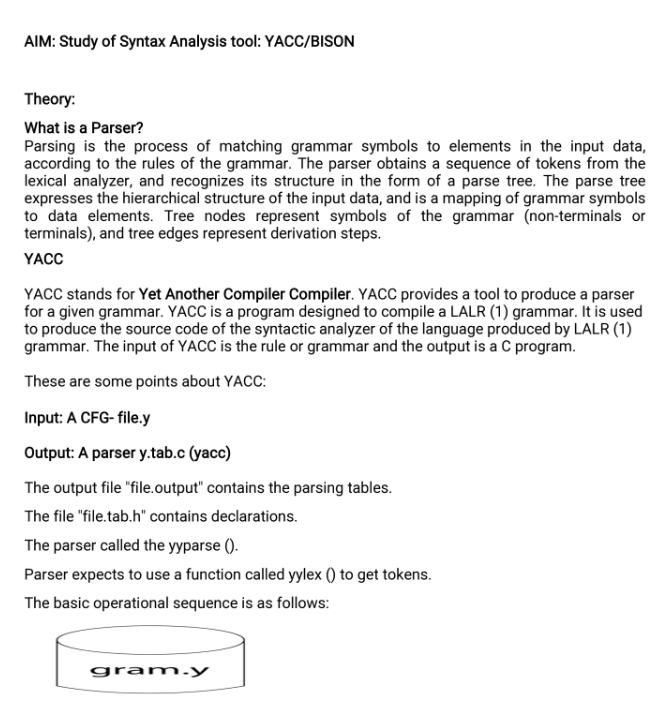 AIM: Study of Syntax Analysis tool: YACC/BISON
Theory:
What is a Parser?
Parsing is the process of matching grammar symbols to elements in the input data,
according to the rules of the grammar. The parser obtains a sequence of tokens from the
lexical analyzer, and recognizes its structure in the form of a parse tree. The parse tree
expresses the hierarchical structure of the input data, and is a mapping of grammar symbols
to data elements. Tree nodes represent symbols of the grammar (non-terminals or
terminals), and tree edges represent derivation steps.
YACC
YACC stands for Yet Another Compiler Compiler. YACC provides a tool to produce a parser
for a given grammar. YACC is a program designed to compile a LALR (1) grammar. It is used
to produce the source code of the syntactic analyzer of the language produced by LALR (1)
grammar. The input of YACC is the rule or grammar and the output is a C program.
These are some points about YACC:
Input: A CFG- file.y
Output: A parser y.tab.c (yacc)
The output file "file.output" contains the parsing tables.
The file "file.tab.h" contains declarations.
The parser called the yyparse ().
Parser expects to use a function called yylex () to get tokens.
The basic operational sequence is as follows:
gram.y